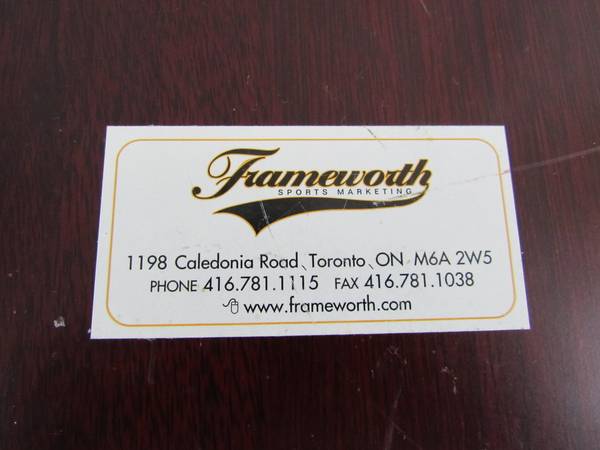 Frameworth
SPORTS MARKETING
1198 Caledonia Road, Toronto, ON M6A 2W5
PHONE 416.781.1115 FAX 416.781.1038
www.frameworth.com